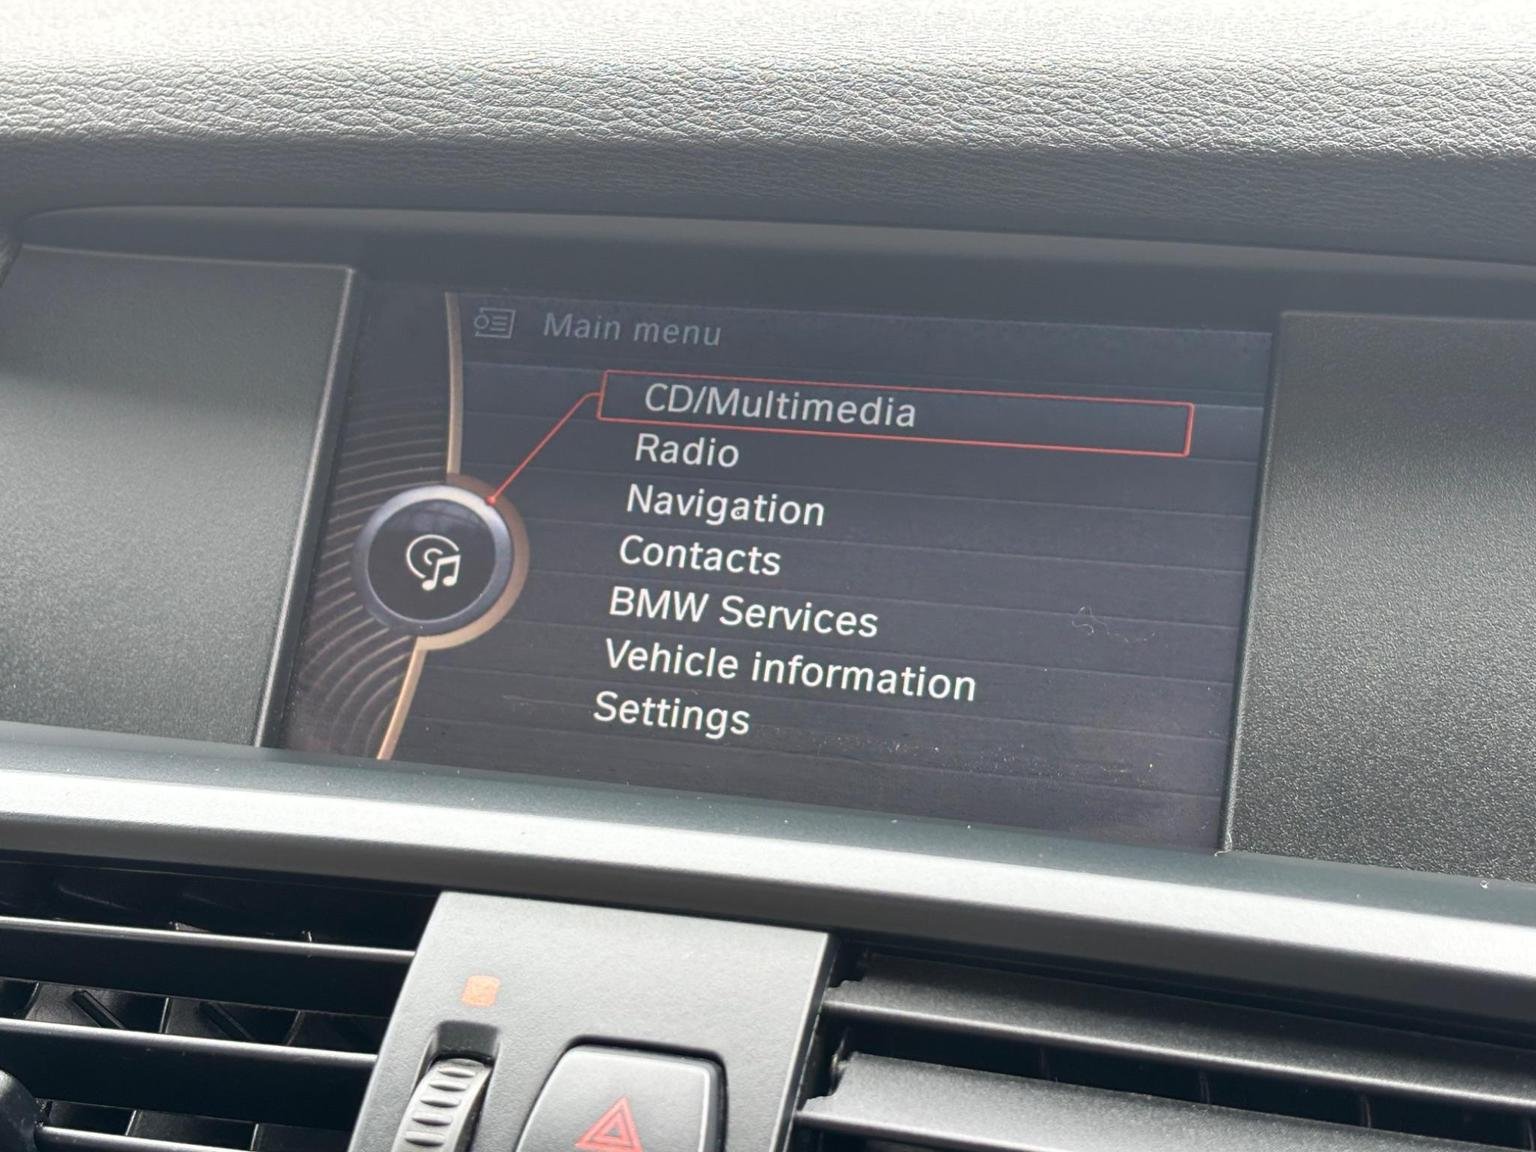 Main menu
CD/Multimedia
Radio
Navigation
Contacts
BMW Services
Vehicle information
Settings